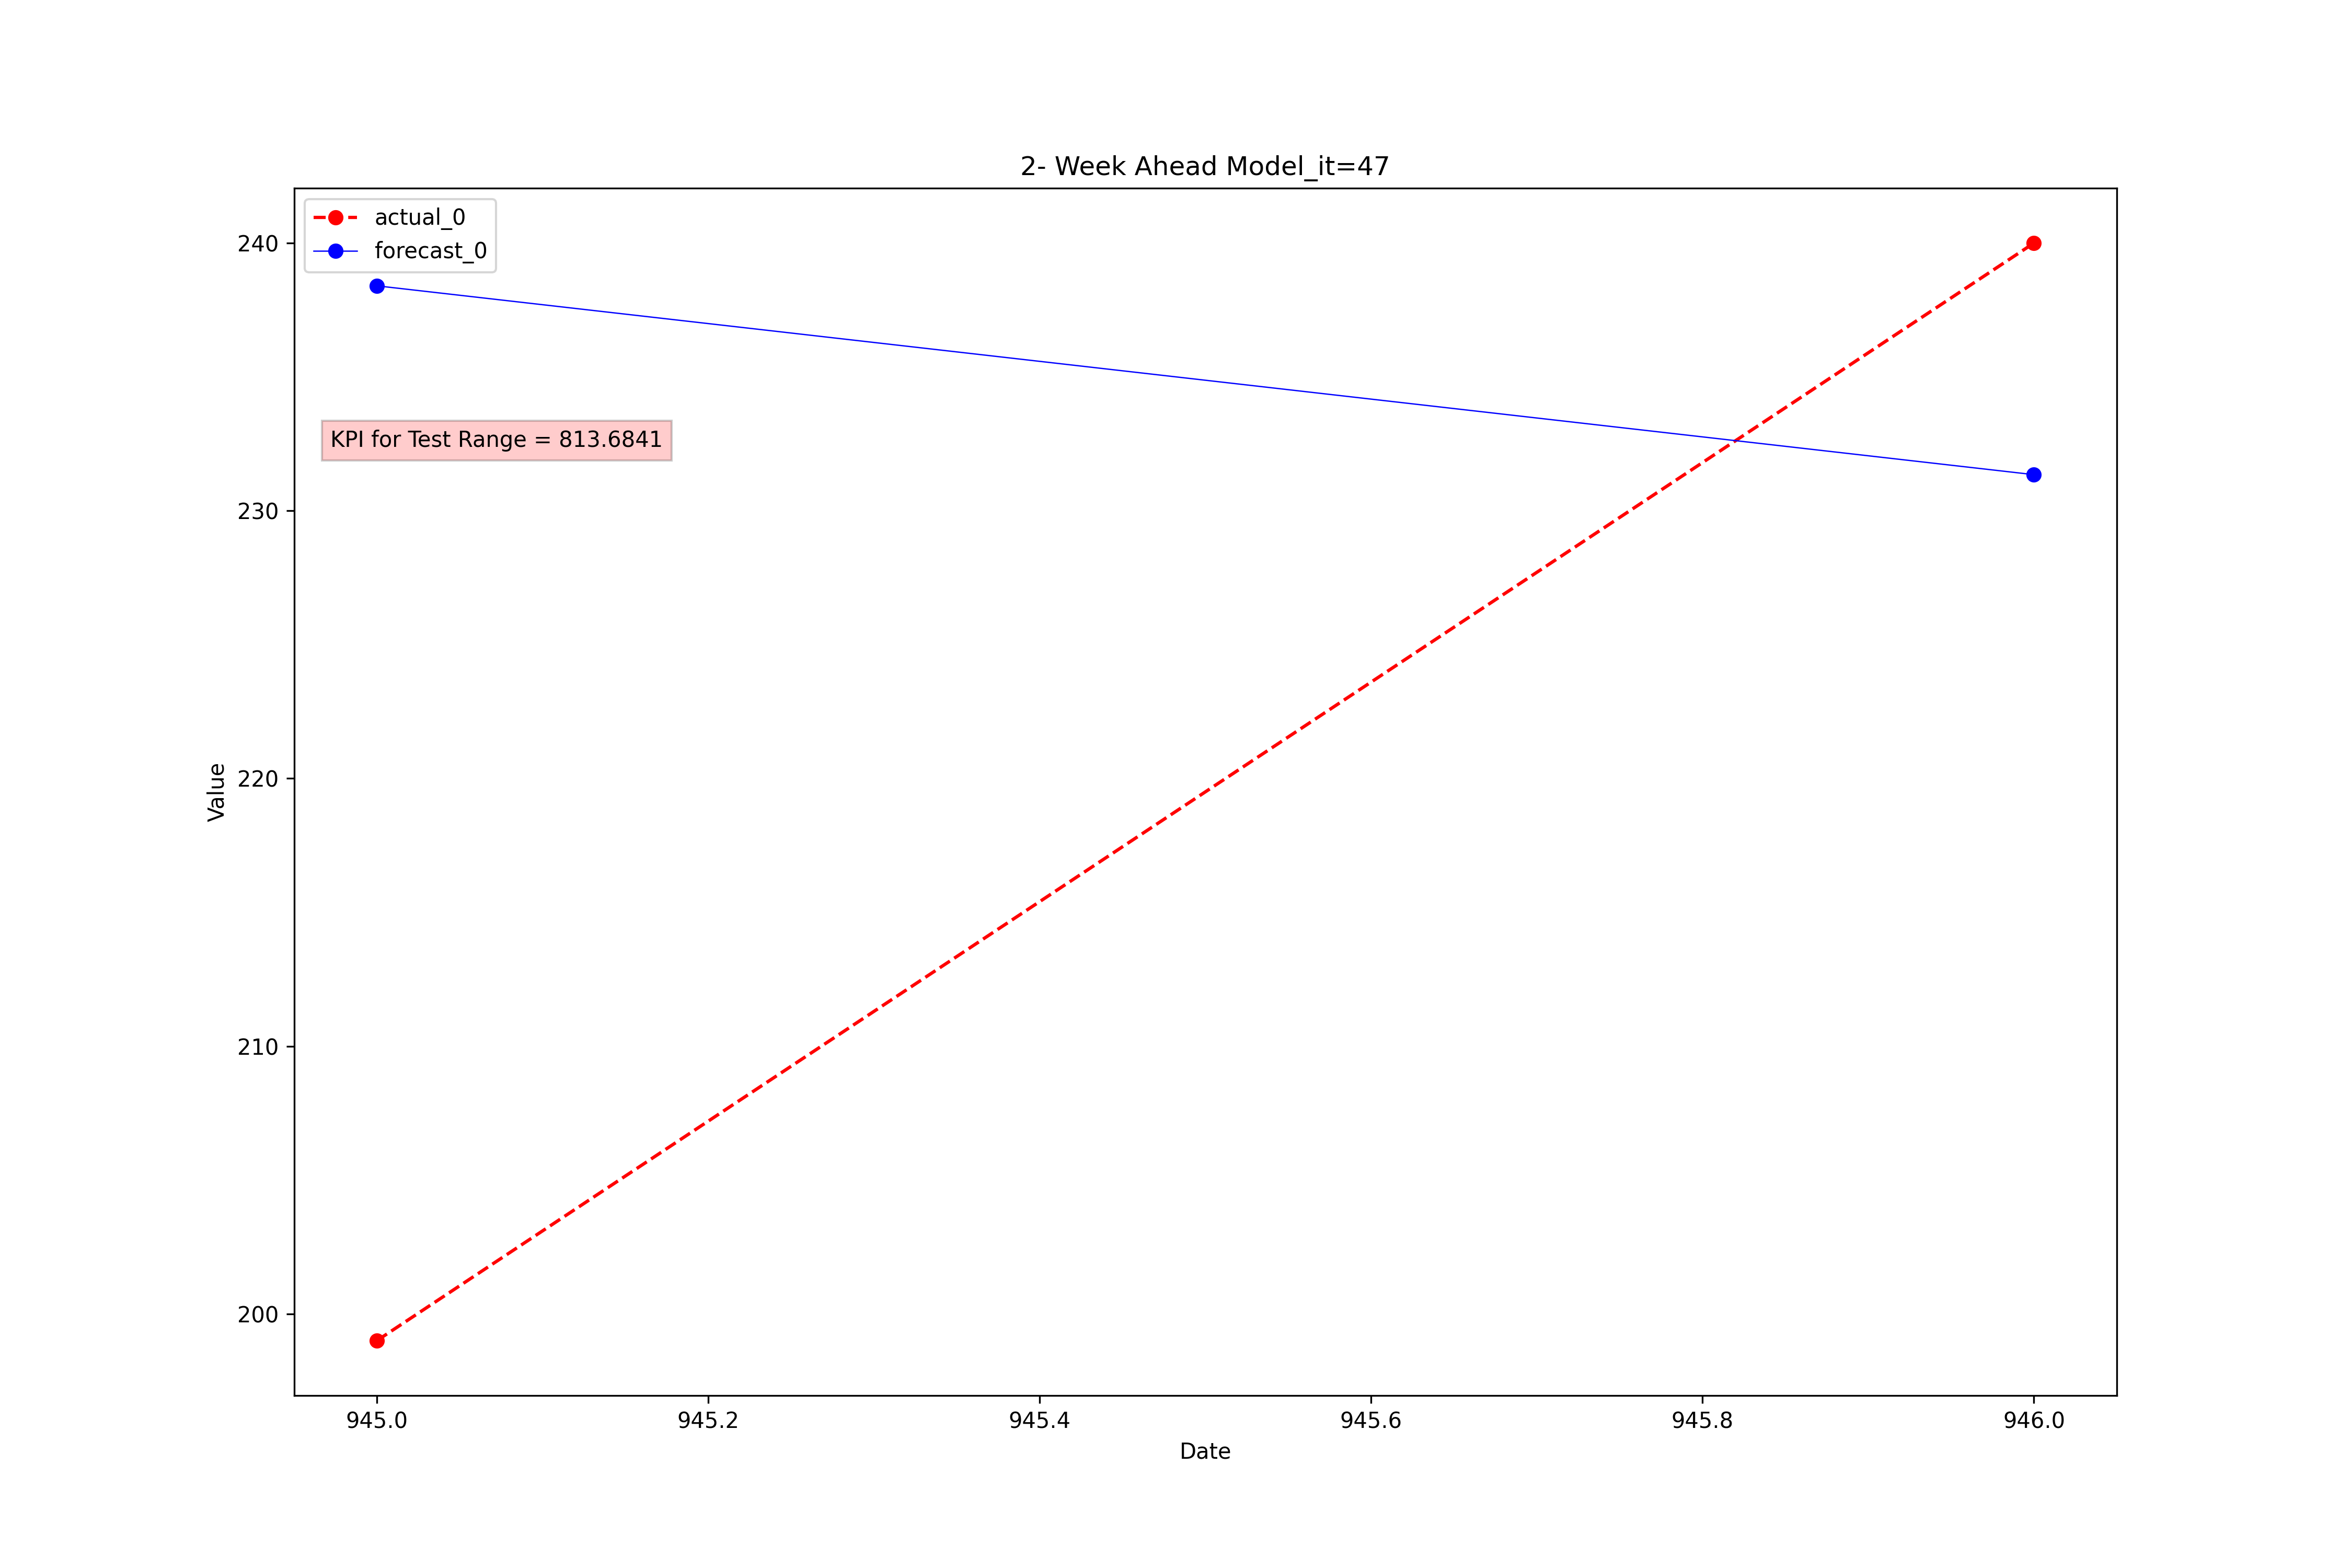 2- Week Ahead Model_it=47
actual_0
forecast_0
KPI for Test Range = 813.6841
Value
240
230
220
210
200
945.0 945.2 945.4 945.6 945.8 946.0
Date